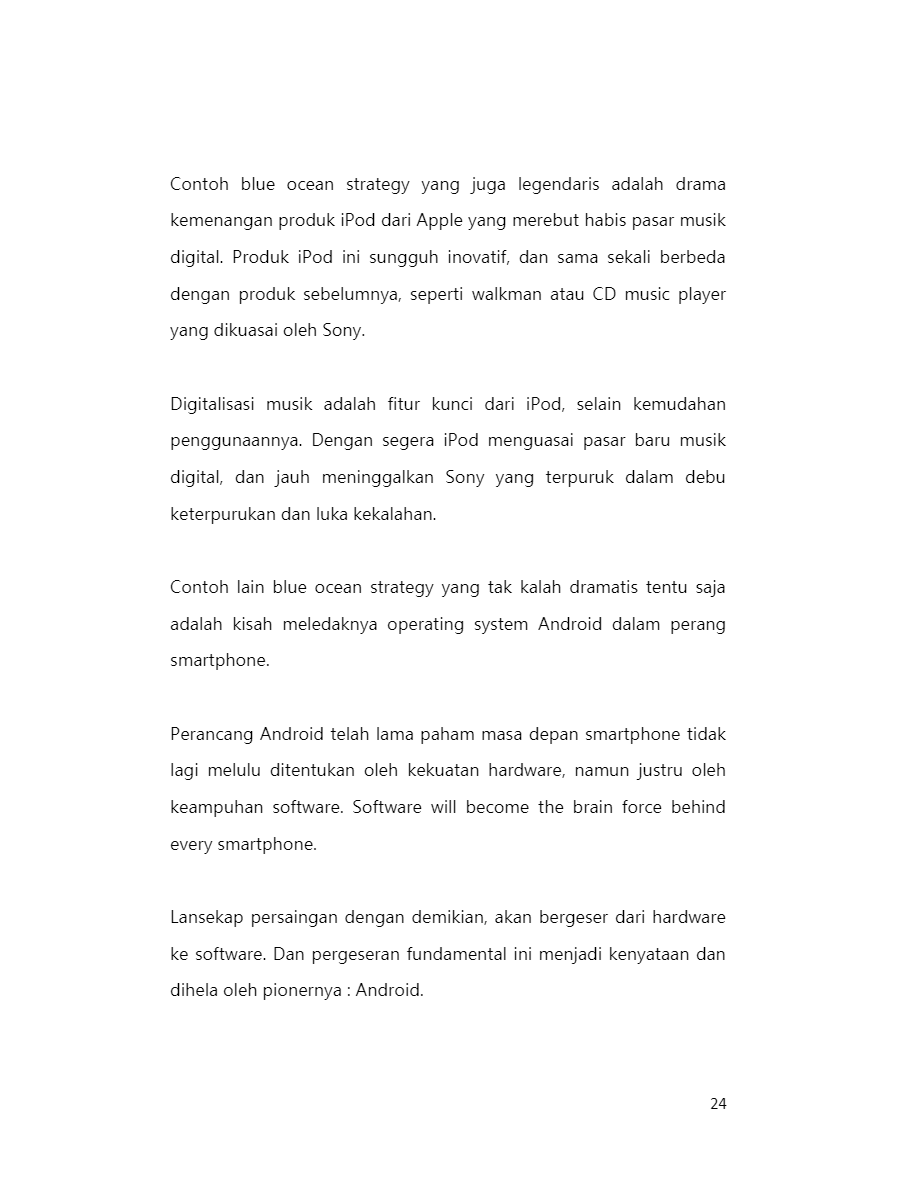 Contoh blue ocean strategy yang juga legendaris adalah drama
kemenangan produk iPod dari Apple yang merebut habis pasar musik
digital. Produk iPod ini sungguh inovatif, dan sama sekali berbeda
dengan produk sebelumnya, seperti walkman atau CD music player
yang dikuasai oleh Sony.
Digitalisasi musik adalah fitur kunci dari iPod, selain kemudahan
penggunaannya. Dengan segera iPod menguasai pasar baru musik
digital, dan jauh meninggalkan Sony yang terpuruk dalam debu
keterpurukan dan luka kekalahan.
Contoh lain blue ocean strategy yang tak kalah dramatis tentu saja
adalah kisah meledaknya operating system Android dalam perang
smartphone.
Perancang Android telah lama paham masa depan smartphone tidak
lagi melulu ditentukan oleh kekuatan hardware, namun justru oleh
keampuhan software. Software will become the brain force behind
every smartphone.
Lansekap persaingan dengan demikian, akan bergeser dari hardware
ke software. Dan pergeseran fundamental ini menjadi kenyataan dan
dihela oleh pionernya : Android.
24